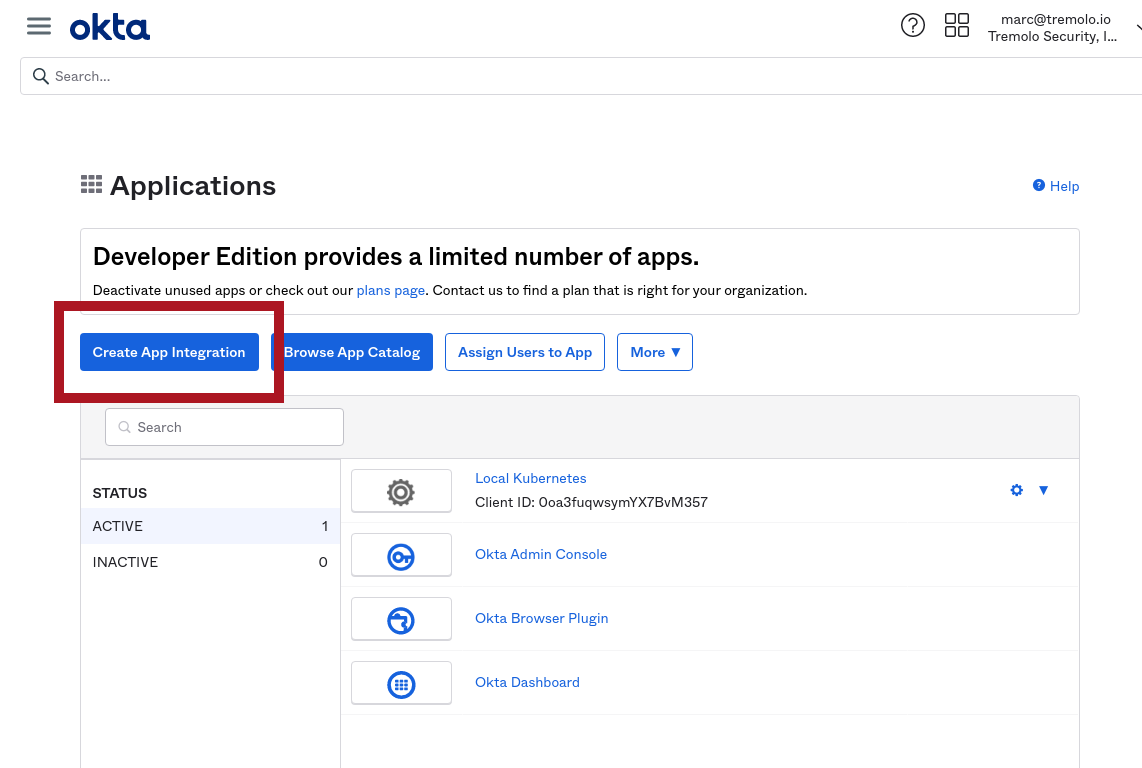 okta
marc@tremolo.io
Tremolo Security, I...
Search...
Applications
Help
Developer Edition provides a limited number of apps.
Deactivate unused apps or check out our plans page. Contact us to find a plan that is right for your organization.
Create App Integration
Browse App Catalog
Assign Users to App
More ▼
Search
STATUS
ACTIVE 1
INACTIVE 0
Local Kubernetes
Client ID: 0oa3fuqwsymYX7BvM357
Okta Admin Console
Okta Browser Plugin
Okta Dashboard